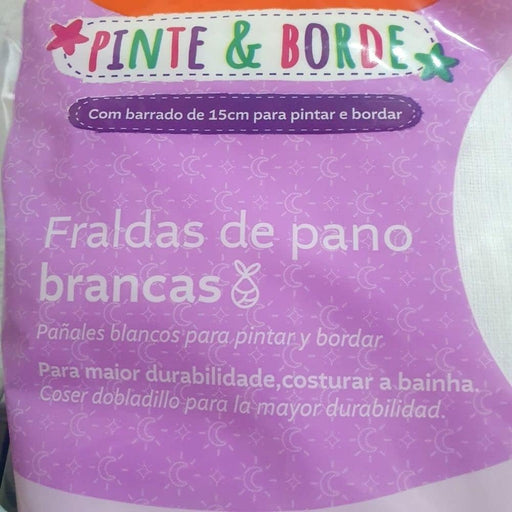 PINTE & BORDE
Com barrado de 15cm para pintar e bordar
Fraldas de pano
brancas
Pañales blancos para pintar y bordar
Para maior durabilidade,costurar a bainha.
Coser dobladillo para la mayor durabilidad.